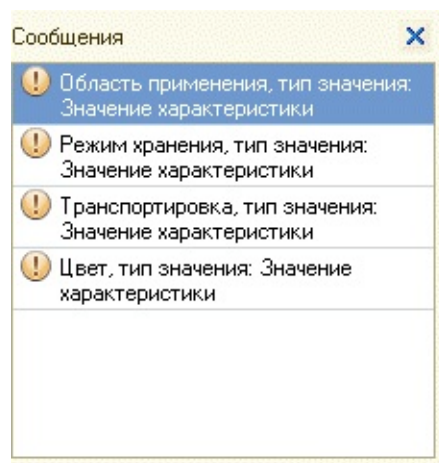 Сообщения
Область применения, тип значения:
Значение характеристики
Режим хранения, тип значения:
Значение характеристики
Транспортировка, тип значения:
Значение характеристики
Цвет, тип значения: Значение
характеристики